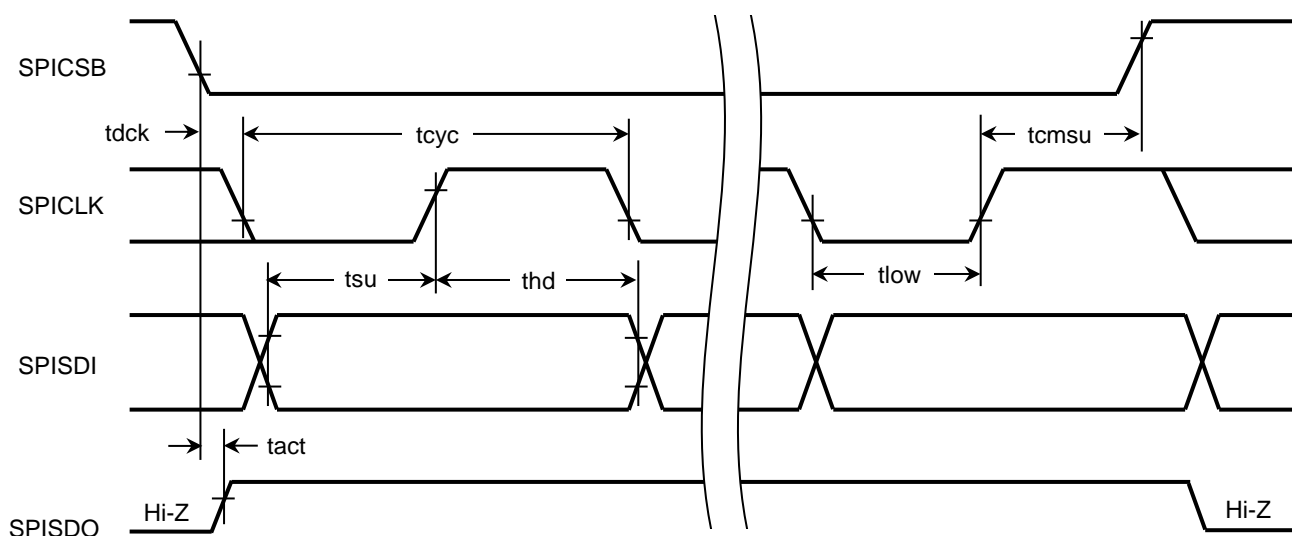 SPICSB
tdck
tcyc
tcmsu
SPICLK
tsu
thd
tlow
SPISDI
tact
Hi-Z
Hi-Z
SPISDO